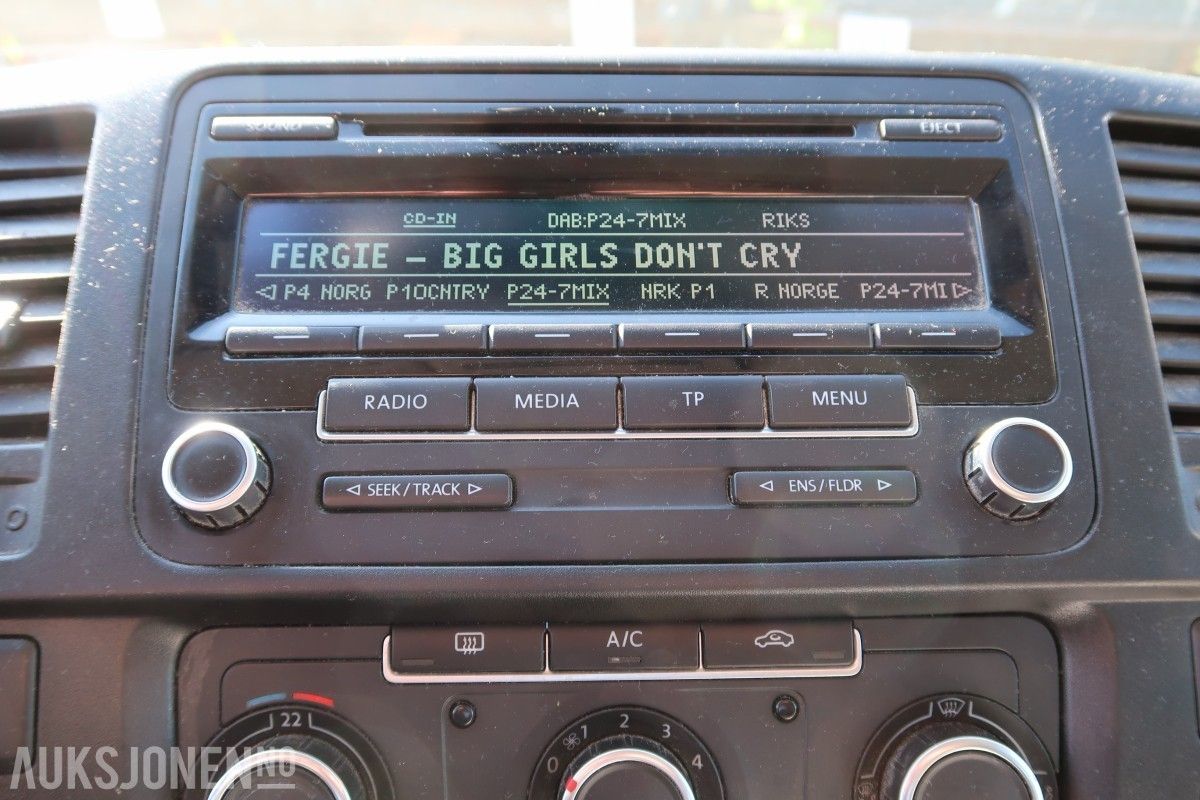 SOUND EJECT
CD-IN DAB:P24-7MIX RIKS
FERGIE – BIG GIRLS DON'T CRY
◁ P4 NORG P10CNTRY P24-7MIX NRK P1 R NORGE P24-7MI ▷
RADIO MEDIA TP MENU
◁ SEEK/TRACK ▷ ◁ ENS/FLDR ▷
A/C
22
0 1 2 3 4
AUKSJONEN.NO